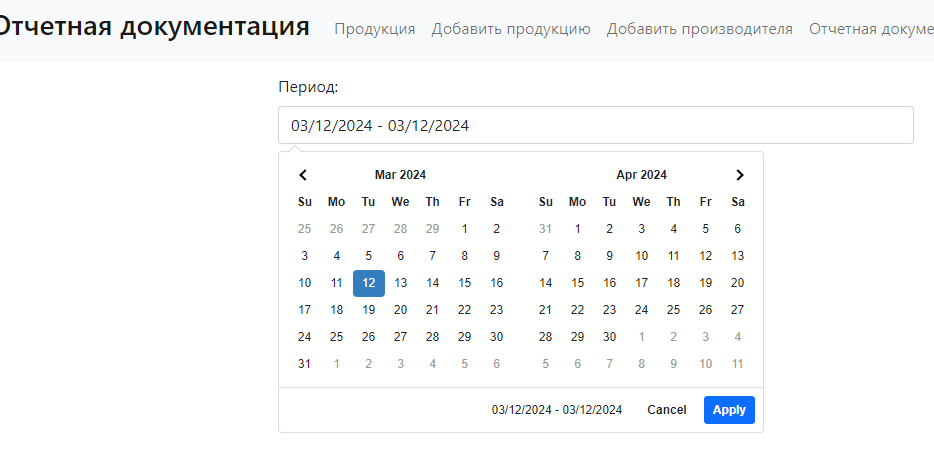 Отчетная документация Продукция Добавить продукцию Добавить производителя Отчетная докуме
Период:
03/12/2024 - 03/12/2024
Mar 2024 Apr 2024
Su Mo Tu We Th Fr Sa Su Mo Tu We Th Fr Sa
25 26 27 28 29 1 2 31 1 2 3 4 5 6
3 4 5 6 7 8 9 7 8 9 10 11 12 13
10 11 12 13 14 15 16 14 15 16 17 18 19 20
17 18 19 20 21 22 23 21 22 23 24 25 26 27
24 25 26 27 28 29 30 28 29 30 1 2 3 4
31 1 2 3 4 5 6 5 6 7 8 9 10 11
03/12/2024 - 03/12/2024 Cancel Apply